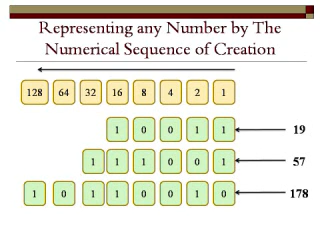 Representing any Number by The
Numerical Sequence of Creation
128 64 32 16 8 4 2 1
1 0 0 1 1 19
1 1 1 0 0 1 57
1 0 1 1 0 0 1 0 178